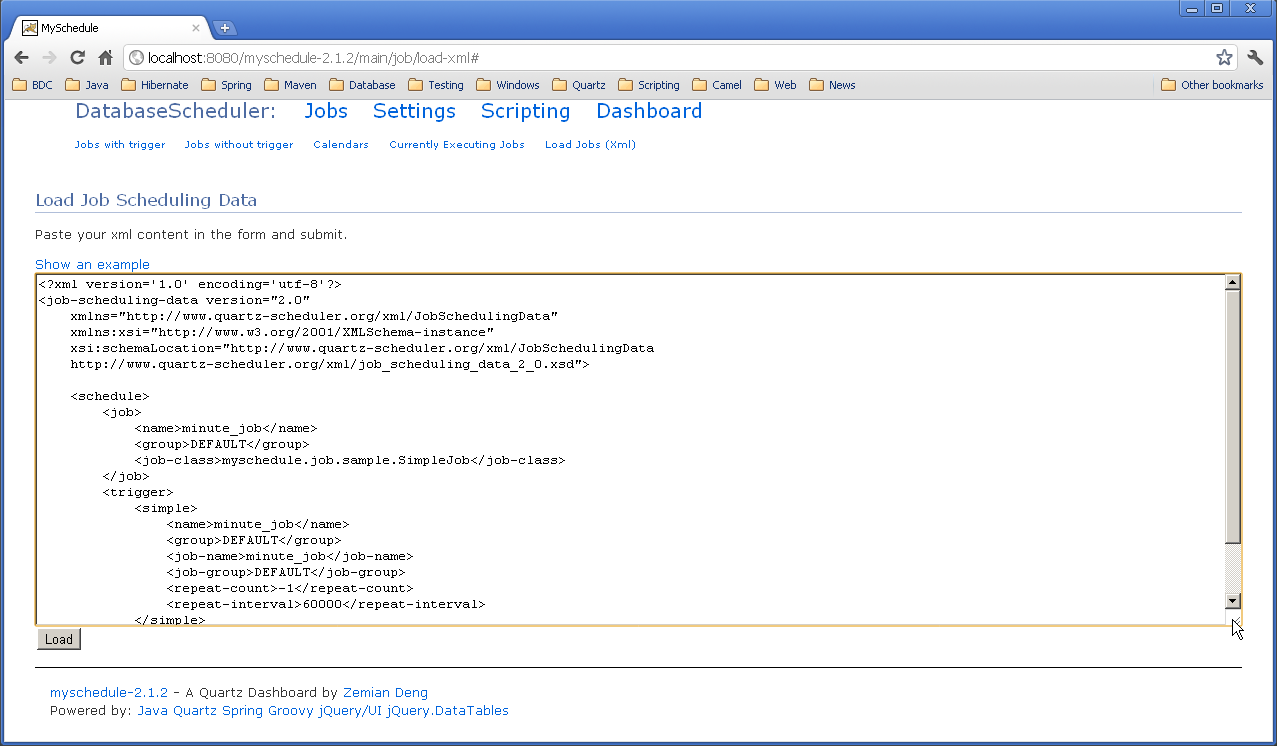 MySchedule
localhost:8080/myschedule-2.1.2/main/job/load-xml#
BDC Java Hibernate Spring Maven Database Testing Windows Quartz Scripting Camel Web News Other bookmarks
DatabaseScheduler: Jobs Settings Scripting Dashboard
Jobs with trigger Jobs without trigger Calendars Currently Executing Jobs Load Jobs (Xml)
Load Job Scheduling Data
Paste your xml content in the form and submit.
Show an example
<?xml version='1.0' encoding='utf-8'?>
<job-scheduling-data version="2.0"
    xmlns="http://www.quartz-scheduler.org/xml/JobSchedulingData"
    xmlns:xsi="http://www.w3.org/2001/XMLSchema-instance"
    xsi:schemaLocation="http://www.quartz-scheduler.org/xml/JobSchedulingData
    http://www.quartz-scheduler.org/xml/job_scheduling_data_2_0.xsd">
    <schedule>
        <job>
            <name>minute_job</name>
            <group>DEFAULT</group>
            <job-class>myschedule.job.sample.SimpleJob</job-class>
        </job>
        <trigger>
            <simple>
                <name>minute_job</name>
                <group>DEFAULT</group>
                <job-name>minute_job</job-name>
                <job-group>DEFAULT</job-group>
                <repeat-count>-1</repeat-count>
                <repeat-interval>60000</repeat-interval>
            </simple>
Load
myschedule-2.1.2 - A Quartz Dashboard by Zemian Deng
Powered by: Java Quartz Spring Groovy jQuery/UI jQuery.DataTables